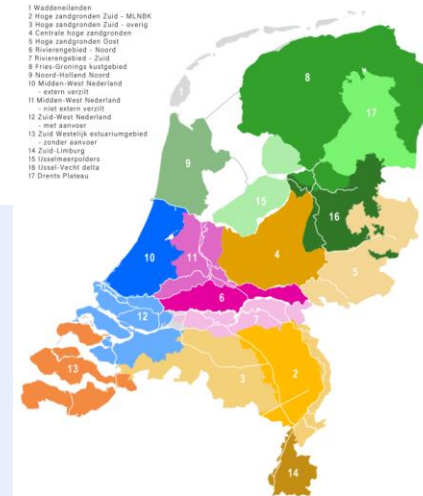 1 Waddeneilanden
2 Hoge zandgronden Zuid - MLNBK
3 Hoge zandgronden Zuid - overig
4 Centrale hoge zandgronden
5 Hoge zandgronden Oost
6 Rivierengebied - Noord
7 Rivierengebied - Zuid
8 Fries-Gronings kustgebied
9 Noord-Holland Noord
10 Midden-West Nederland
- extern verzilt
11 Midden-West Nederland
- niet extern verzilt
12 Zuid-West Nederland
- met aanvoer
13 Zuid Westelijk estuariumgebied
- zonder aanvoer
14 Zuid-Limburg
15 IJsselmeerpolders
16 IJssel-Vecht delta
17 Drents Plateau
1
8
17
9
15
16
10
11
4
5
6
12
7
13
3
2
14